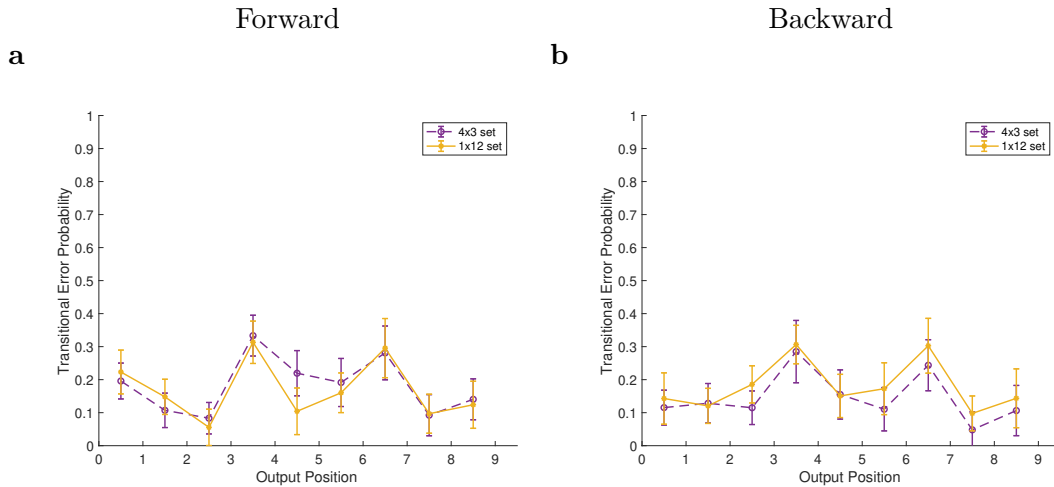 Forward
a
1
0.9
0.8
0.7
0.6
0.5
0.4
0.3
0.2
0.1
0
Transitional Error Probability
4x3 set
1x12 set
0 1 2 3 4 5 6 7 8 9
Output Position
Backward
b
1
0.9
0.8
0.7
0.6
0.5
0.4
0.3
0.2
0.1
0
Transitional Error Probability
4x3 set
1x12 set
0 1 2 3 4 5 6 7 8 9
Output Position